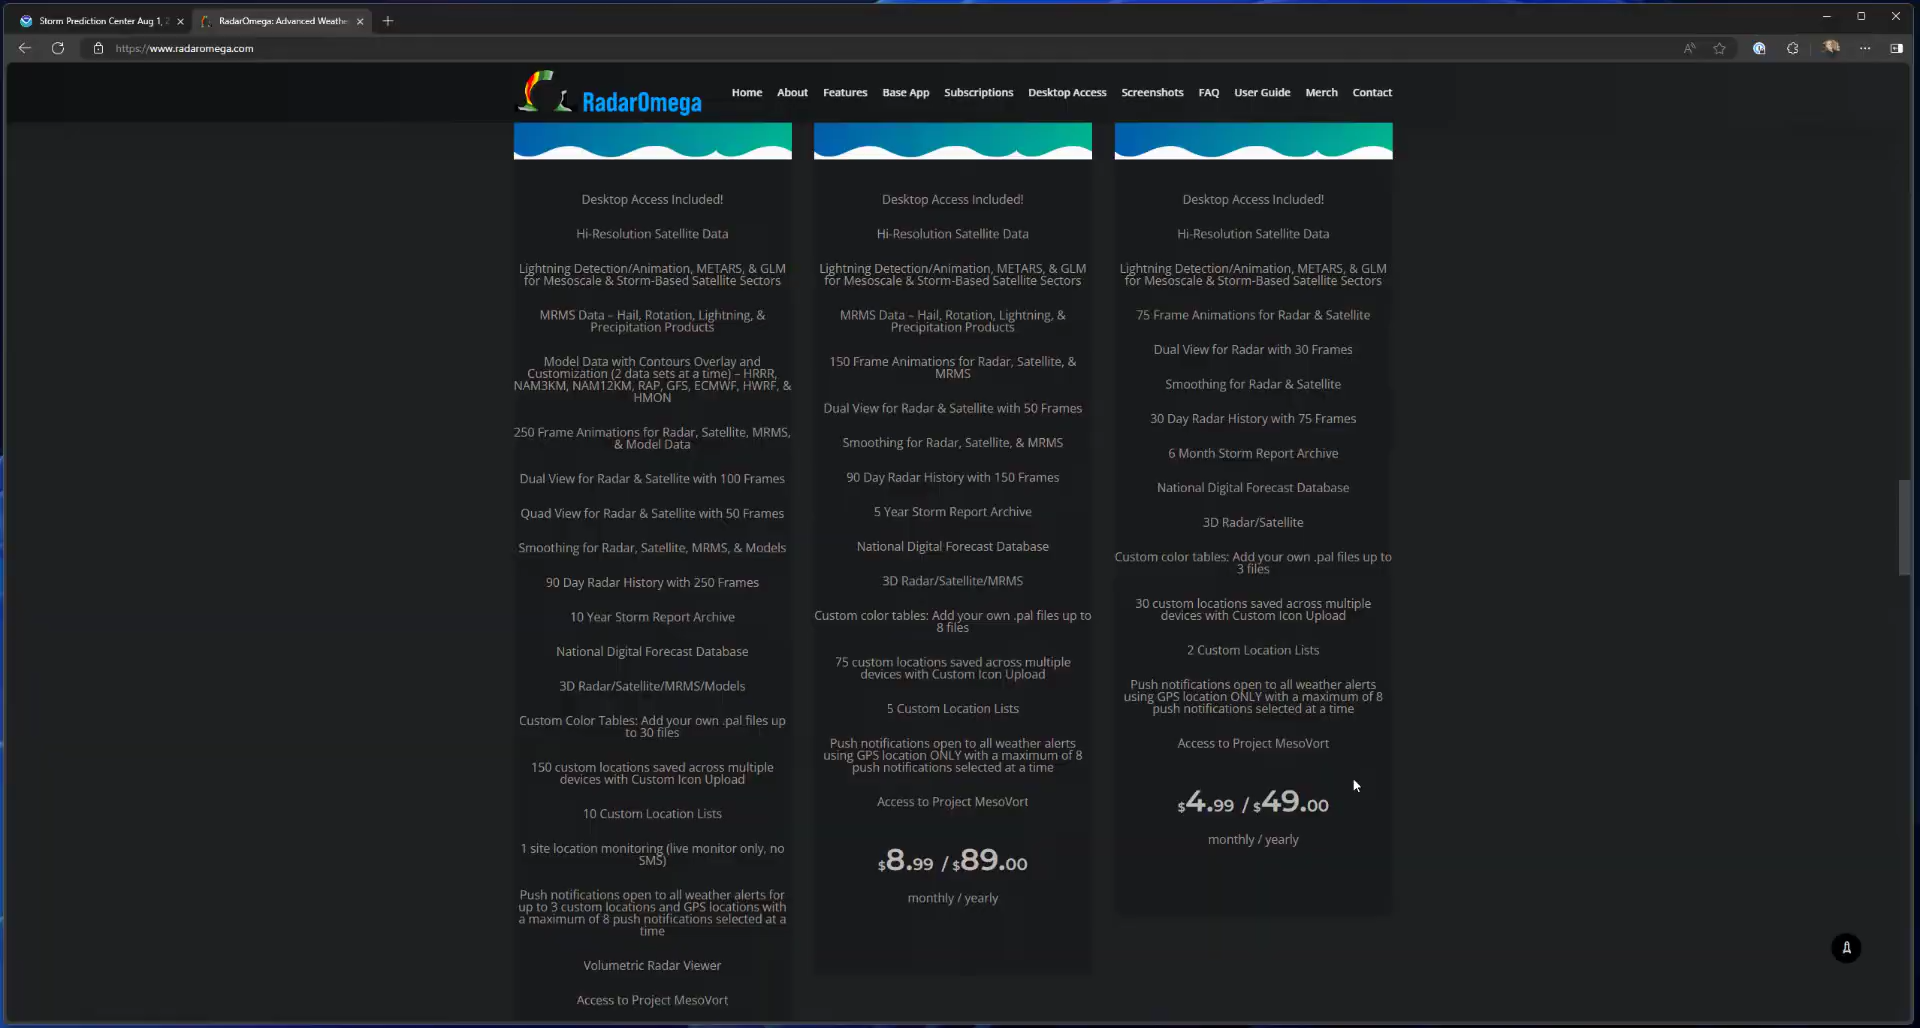 Storm Prediction Center Aug 1, 2
RadarOmega: Advanced Weathe
https://www.radaromega.com
RadarOmega
Home
About
Features
Base App
Subscriptions
Desktop Access
Screenshots
FAQ
User Guide
Merch
Contact
Desktop Access Included!
Hi-Resolution Satellite Data
Lightning Detection/Animation, METARS, & GLM
for Mesoscale & Storm-Based Satellite Sectors
MRMS Data – Hail, Rotation, Lightning, &
Precipitation Products
Model Data with Contours Overlay and
Customization (2 data sets at a time) – HRRR,
NAM3KM, NAM12KM, RAP, GFS, ECMWF, HWRF, &
HMON
250 Frame Animations for Radar, Satellite, MRMS,
& Model Data
Dual View for Radar & Satellite with 100 Frames
Quad View for Radar & Satellite with 50 Frames
Smoothing for Radar, Satellite, MRMS, & Models
90 Day Radar History with 250 Frames
10 Year Storm Report Archive
National Digital Forecast Database
3D Radar/Satellite/MRMS/Models
Custom Color Tables: Add your own .pal files up
to 30 files
150 custom locations saved across multiple
devices with Custom Icon Upload
10 Custom Location Lists
1 site location monitoring (live monitor only, no
SMS)
Push notifications open to all weather alerts for
up to 3 custom locations and GPS locations with
a maximum of 8 push notifications selected at a
time
Volumetric Radar Viewer
Access to Project MesoVort
Desktop Access Included!
Hi-Resolution Satellite Data
Lightning Detection/Animation, METARS, & GLM
for Mesoscale & Storm-Based Satellite Sectors
MRMS Data – Hail, Rotation, Lightning, &
Precipitation Products
150 Frame Animations for Radar, Satellite, &
MRMS
Dual View for Radar & Satellite with 50 Frames
Smoothing for Radar, Satellite, & MRMS
90 Day Radar History with 150 Frames
5 Year Storm Report Archive
National Digital Forecast Database
3D Radar/Satellite/MRMS
Custom color tables: Add your own .pal files up to
8 files
75 custom locations saved across multiple
devices with Custom Icon Upload
5 Custom Location Lists
Push notifications open to all weather alerts
using GPS location ONLY with a maximum of 8
push notifications selected at a time
Access to Project MesoVort
$8.99 / $89.00
monthly / yearly
Desktop Access Included!
Hi-Resolution Satellite Data
Lightning Detection/Animation, METARS, & GLM
for Mesoscale & Storm-Based Satellite Sectors
75 Frame Animations for Radar & Satellite
Dual View for Radar with 30 Frames
Smoothing for Radar & Satellite
30 Day Radar History with 75 Frames
6 Month Storm Report Archive
National Digital Forecast Database
3D Radar/Satellite
Custom color tables: Add your own .pal files up to
3 files
30 custom locations saved across multiple
devices with Custom Icon Upload
2 Custom Location Lists
Push notifications open to all weather alerts
using GPS location ONLY with a maximum of 8
push notifications selected at a time
Access to Project MesoVort
$4.99 / $49.00
monthly / yearly